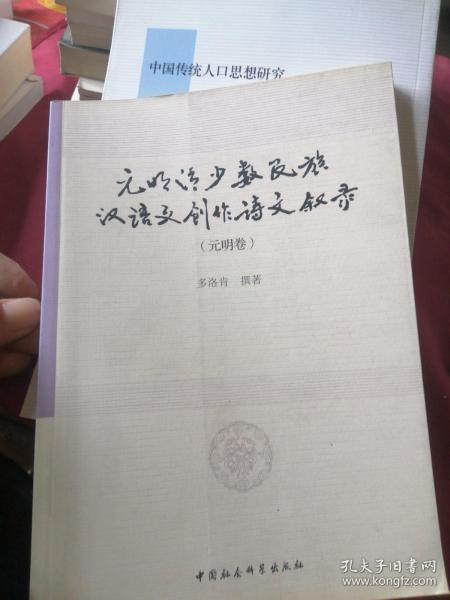 中国传统人口思想研究
元明清少数民族
汉语文创作诗文叙录
（元明卷）
多洛肯 撰著
中国社会科学出版社
孔夫子旧书网
www.kongfz.com